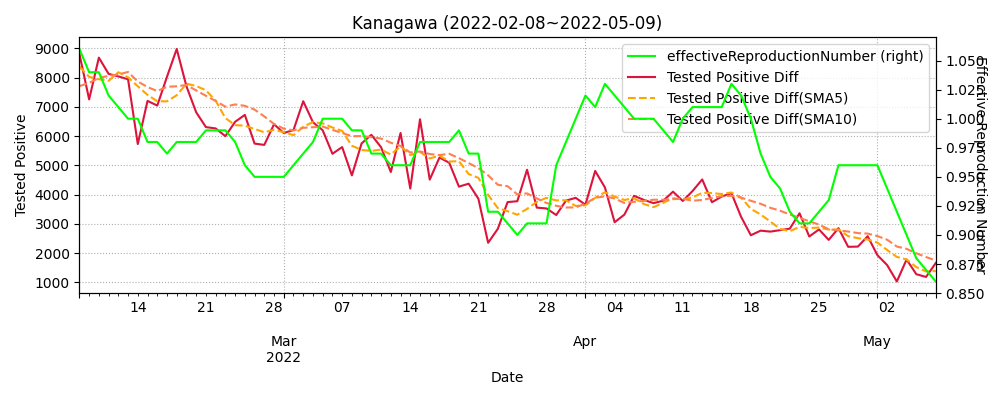 Kanagawa (2022-02-08~2022-05-09)
effectiveReproductionNumber (right)
Tested Positive Diff
Tested Positive Diff(SMA5)
Tested Positive Diff(SMA10)
Tested Positive
9000
8000
7000
6000
5000
4000
3000
2000
1000
Effective Reproduction Number
1.050
1.025
1.000
0.975
0.950
0.925
0.900
0.875
0.850
14 21 28 07 14 21 28 04 11 18 25 02
Mar Apr May
2022
Date